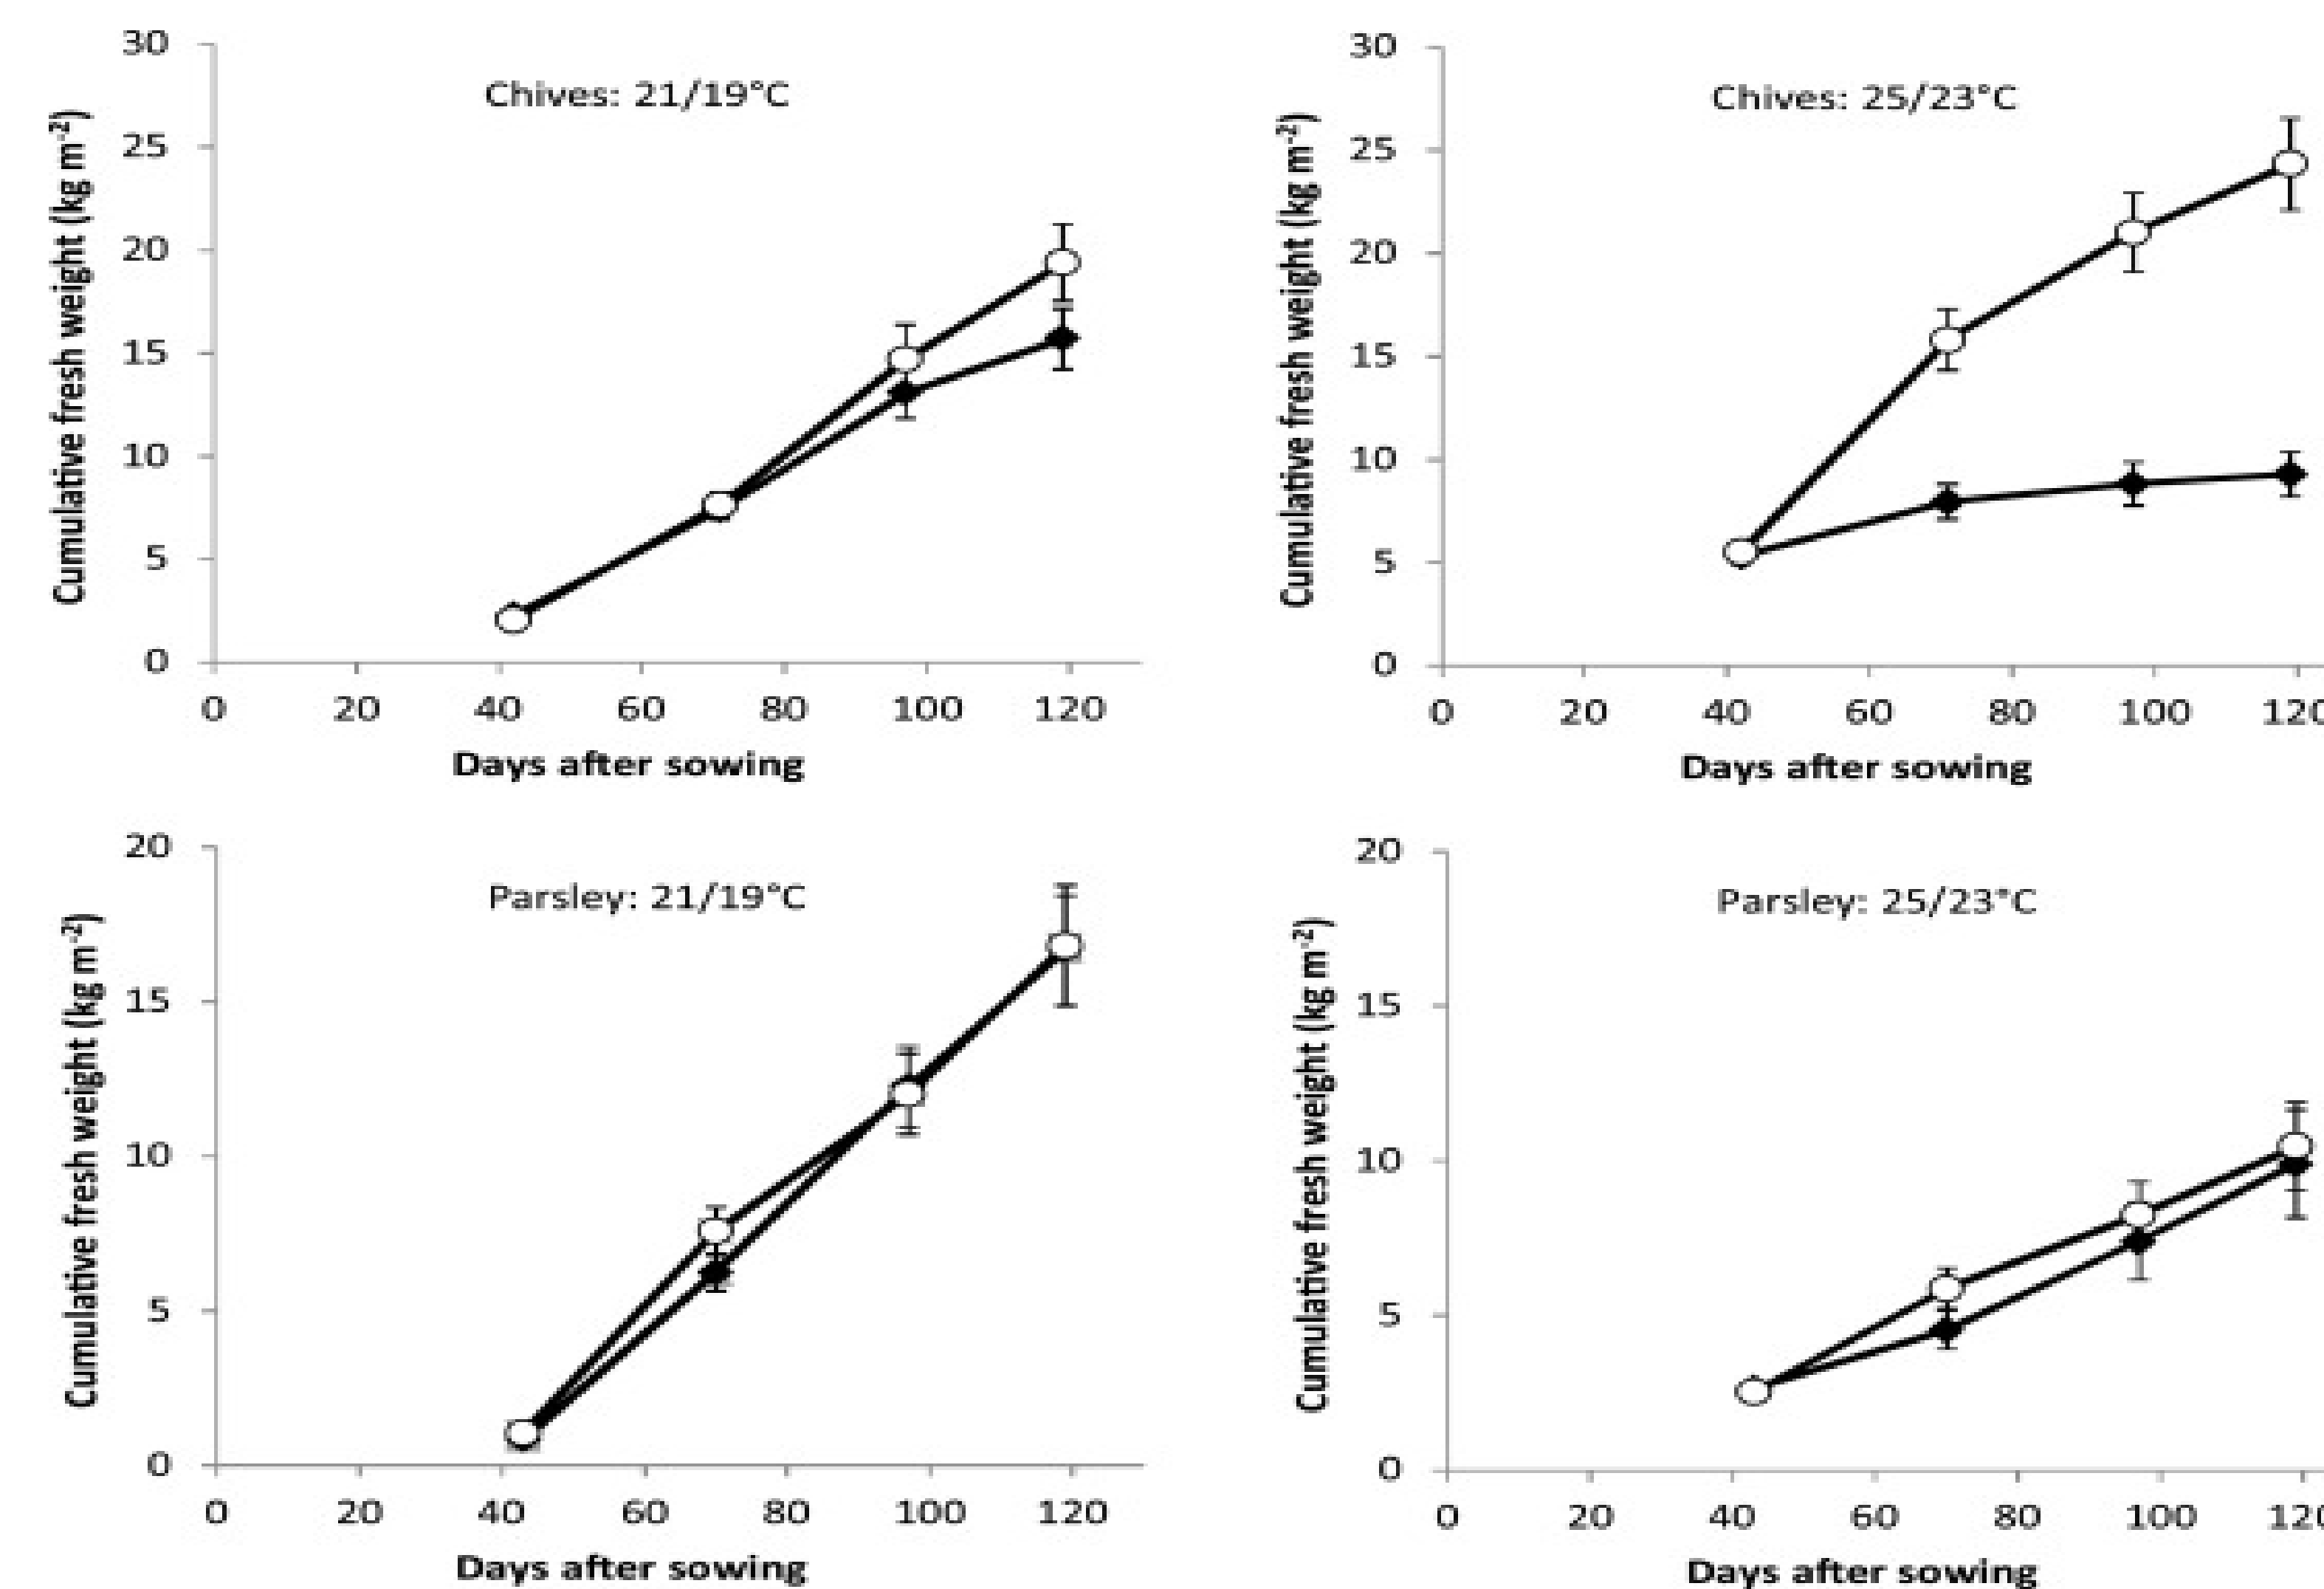 Chives: 21/19°C
Cumulative fresh weight (kg m⁻²)
30
25
20
15
10
5
0
0 20 40 60 80 100 120
Days after sowing
Chives: 25/23°C
Cumulative fresh weight (kg m⁻²)
30
25
20
15
10
5
0
0 20 40 60 80 100 120
Days after sowing
Parsley: 21/19°C
Cumulative fresh weight (kg m⁻²)
20
15
10
5
0
0 20 40 60 80 100 120
Days after sowing
Parsley: 25/23°C
Cumulative fresh weight (kg m⁻²)
20
15
10
5
0
0 20 40 60 80 100 120
Days after sowing